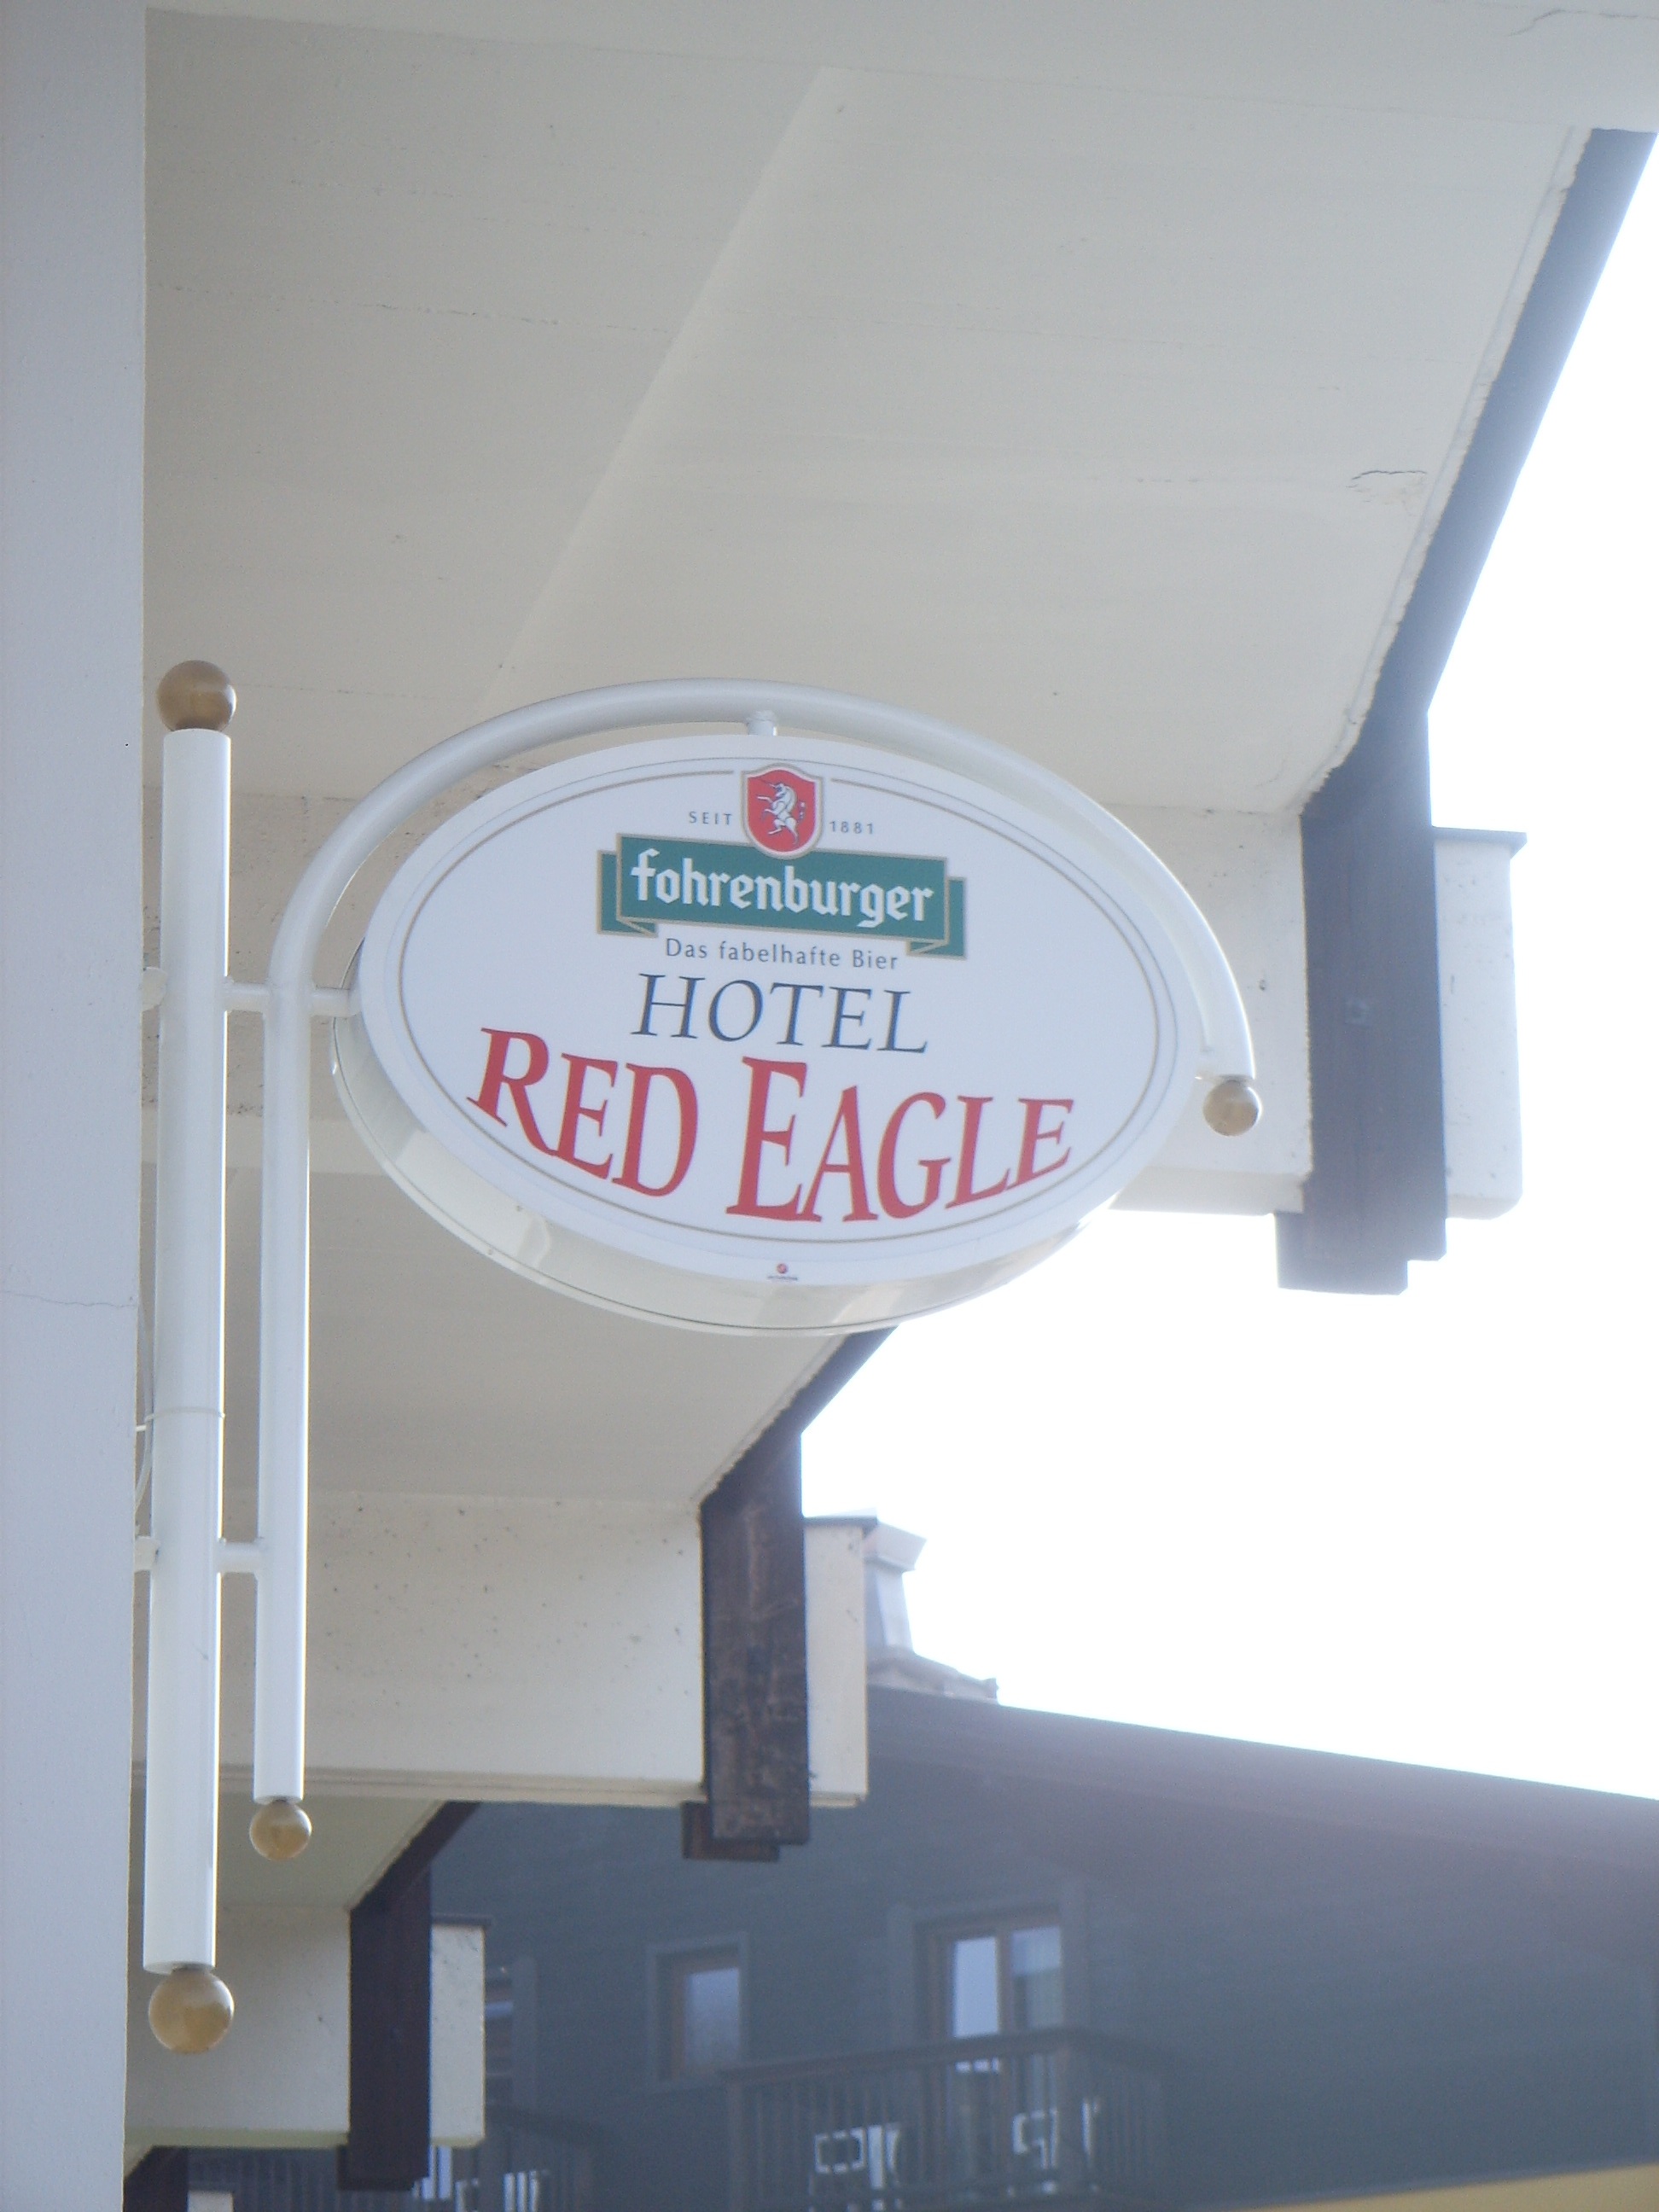 SEIT 1881
fohrenburger
Das fabelhafte Bier
HOTEL
RED EAGLE